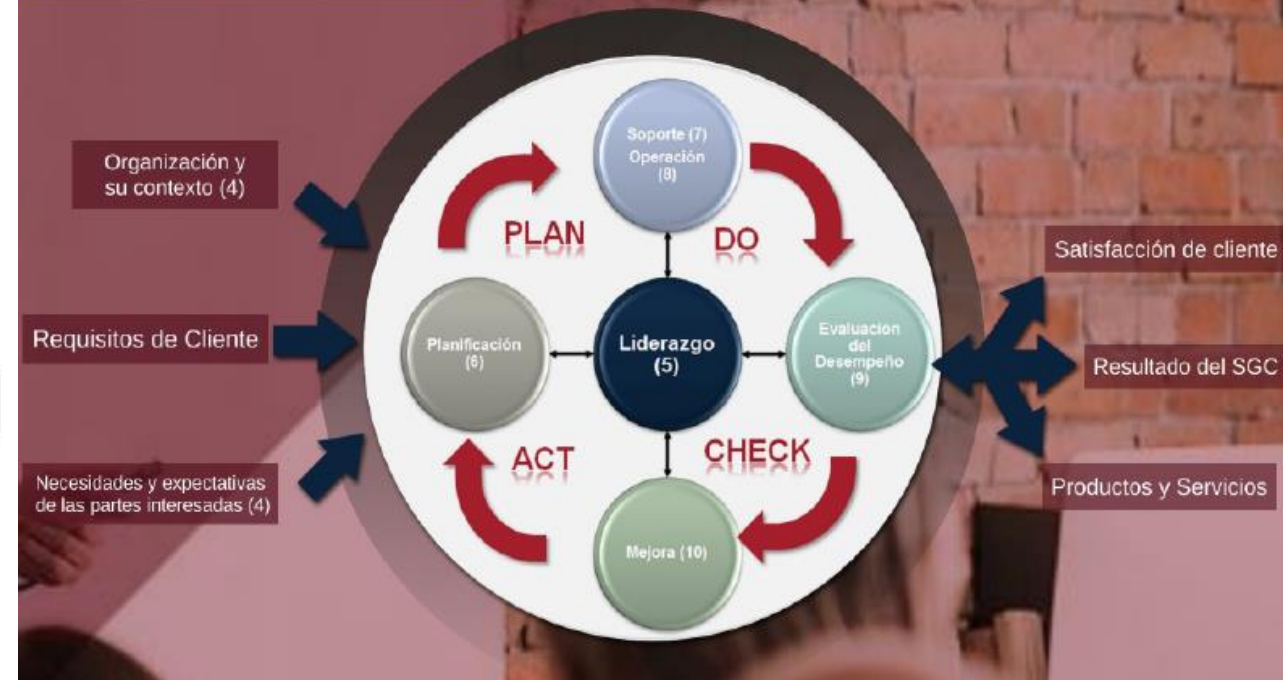 Organización y
su contexto (4)
Requisitos de Cliente
Necesidades y expectativas
de las partes interesadas (4)
Soporte (7)
Operación
(8)
PLAN
DO
Planificación
(6)
Liderazgo
(5)
Evaluacion
del
Desempeño
(9)
ACT
CHECK
Mejora (10)
Satisfacción de cliente
Resultado del SGC
Productos y Servicios